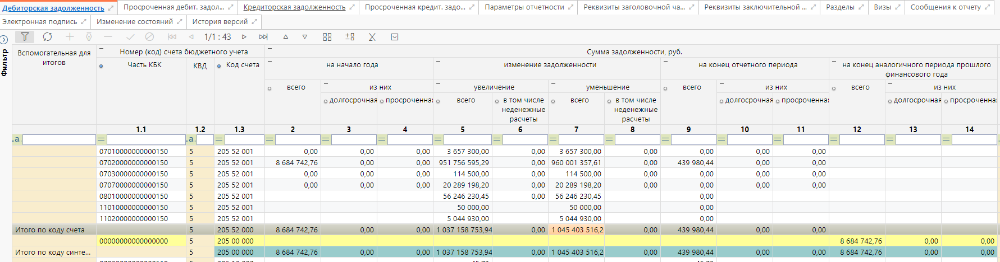 Дебиторская задолженность Просроченная дебит. задол... Кредиторская задолженность Просроченная кредит. задо... Параметры отчетности Реквизиты заголовочной ча... Реквизиты заключительной ... Разделы Визы Сообщения к отчету
Электронная подпись Изменение состояний История версий
1/1 : 43
Фильтр
Вспомогательная для итогов Номер (код) счета бюджетного учета Сумма задолженности, руб.
Часть КБК КВД Код счета на начало года изменение задолженности на конец отчетного периода на конец аналогичного периода прошлого финансового года
всего из них увеличение уменьшение всего из них всего из них
долгосрочная просроченная всего в том числе неденежные расчеты всего в том числе неденежные расчеты долгосрочная просроченная долгосрочная просроченная
1.1 1.2 1.3 2 3 4 5 6 7 8 9 10 11 12 13 14
..а.. = ..а.. = = = = = = = = = = = = = =
07010000000000150 5 205 52 001 0,00 0,00 0,00 3 657 300,00 0,00 3 657 300,00 0,00 0,00 0,00 0,00
07020000000000150 5 205 52 001 8 684 742,76 0,00 0,00 951 756 595,29 0,00 960 001 357,61 0,00 439 980,44 0,00 0,00
07030000000000150 5 205 52 001 0,00 0,00 0,00 114 500,00 0,00 114 500,00 0,00 0,00 0,00 0,00
07070000000000150 5 205 52 001 0,00 0,00 0,00 20 289 198,20 0,00 20 289 198,20 0,00 0,00 0,00 0,00
08010000000000150 5 205 52 001 56 246 230,45 0,00 56 246 230,45 0,00
11010000000000150 5 205 52 001 50 000,00 50 000,00 0,00
11020000000000150 5 205 52 001 5 044 930,00 5 044 930,00 0,00
Итого по коду счета 5 205 52 000 8 684 742,76 0,00 0,00 1 037 158 753,94 0,00 1 045 403 516,2 0,00 439 980,44 0,00 0,00
00000000000000000 5 205 00 000 8 684 742,76 0,00 0,00
Итого по коду синте... 5 205 00 000 8 684 742,76 0,00 0,00 1 037 158 753,94 0,00 1 045 403 516,2 0,00 439 980,44 0,00 0,00 8 684 742,76 0,00 0,00